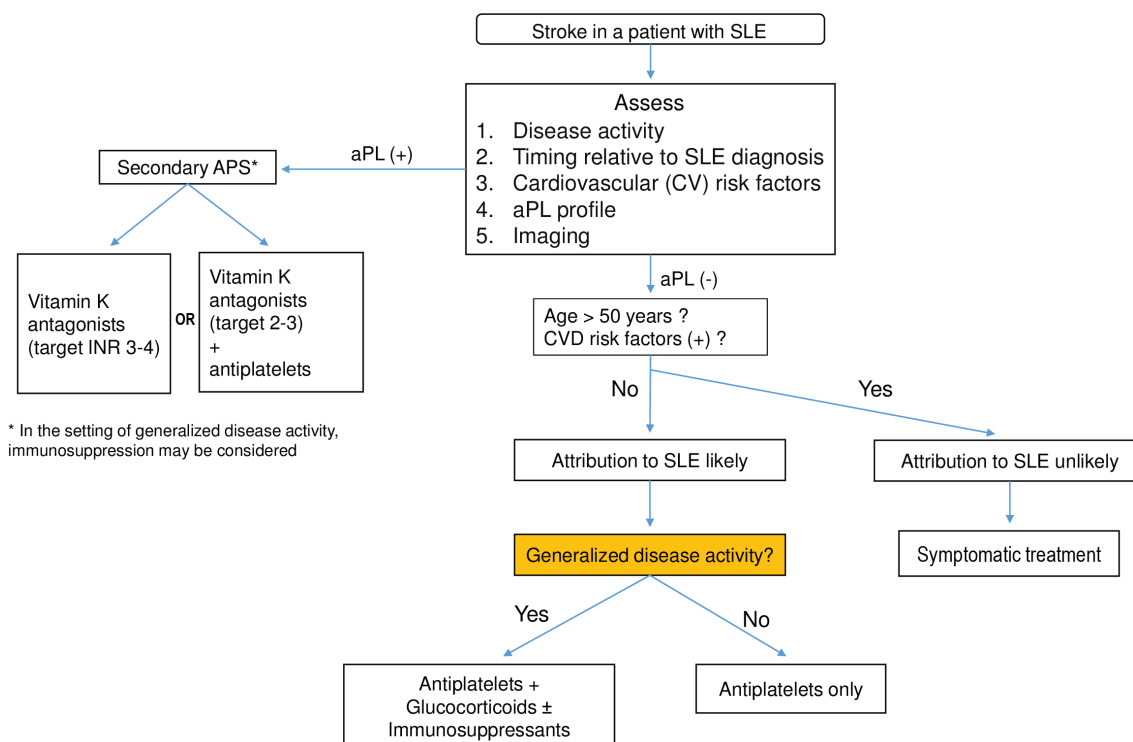 Stroke in a patient with SLE
Assess
1. Disease activity
2. Timing relative to SLE diagnosis
3. Cardiovascular (CV) risk factors
4. aPL profile
5. Imaging
aPL (+)
Secondary APS*
Vitamin K
antagonists
(target INR 3-4)
OR
Vitamin K
antagonists
(target 2-3)
+
antiplatelets
* In the setting of generalized disease activity,
immunosuppression may be considered
aPL (-)
Age > 50 years ?
CVD risk factors (+) ?
No
Yes
Attribution to SLE likely
Attribution to SLE unlikely
Generalized disease activity?
Symptomatic treatment
Yes
No
Antiplatelets +
Glucocorticoids ±
Immunosuppressants
Antiplatelets only